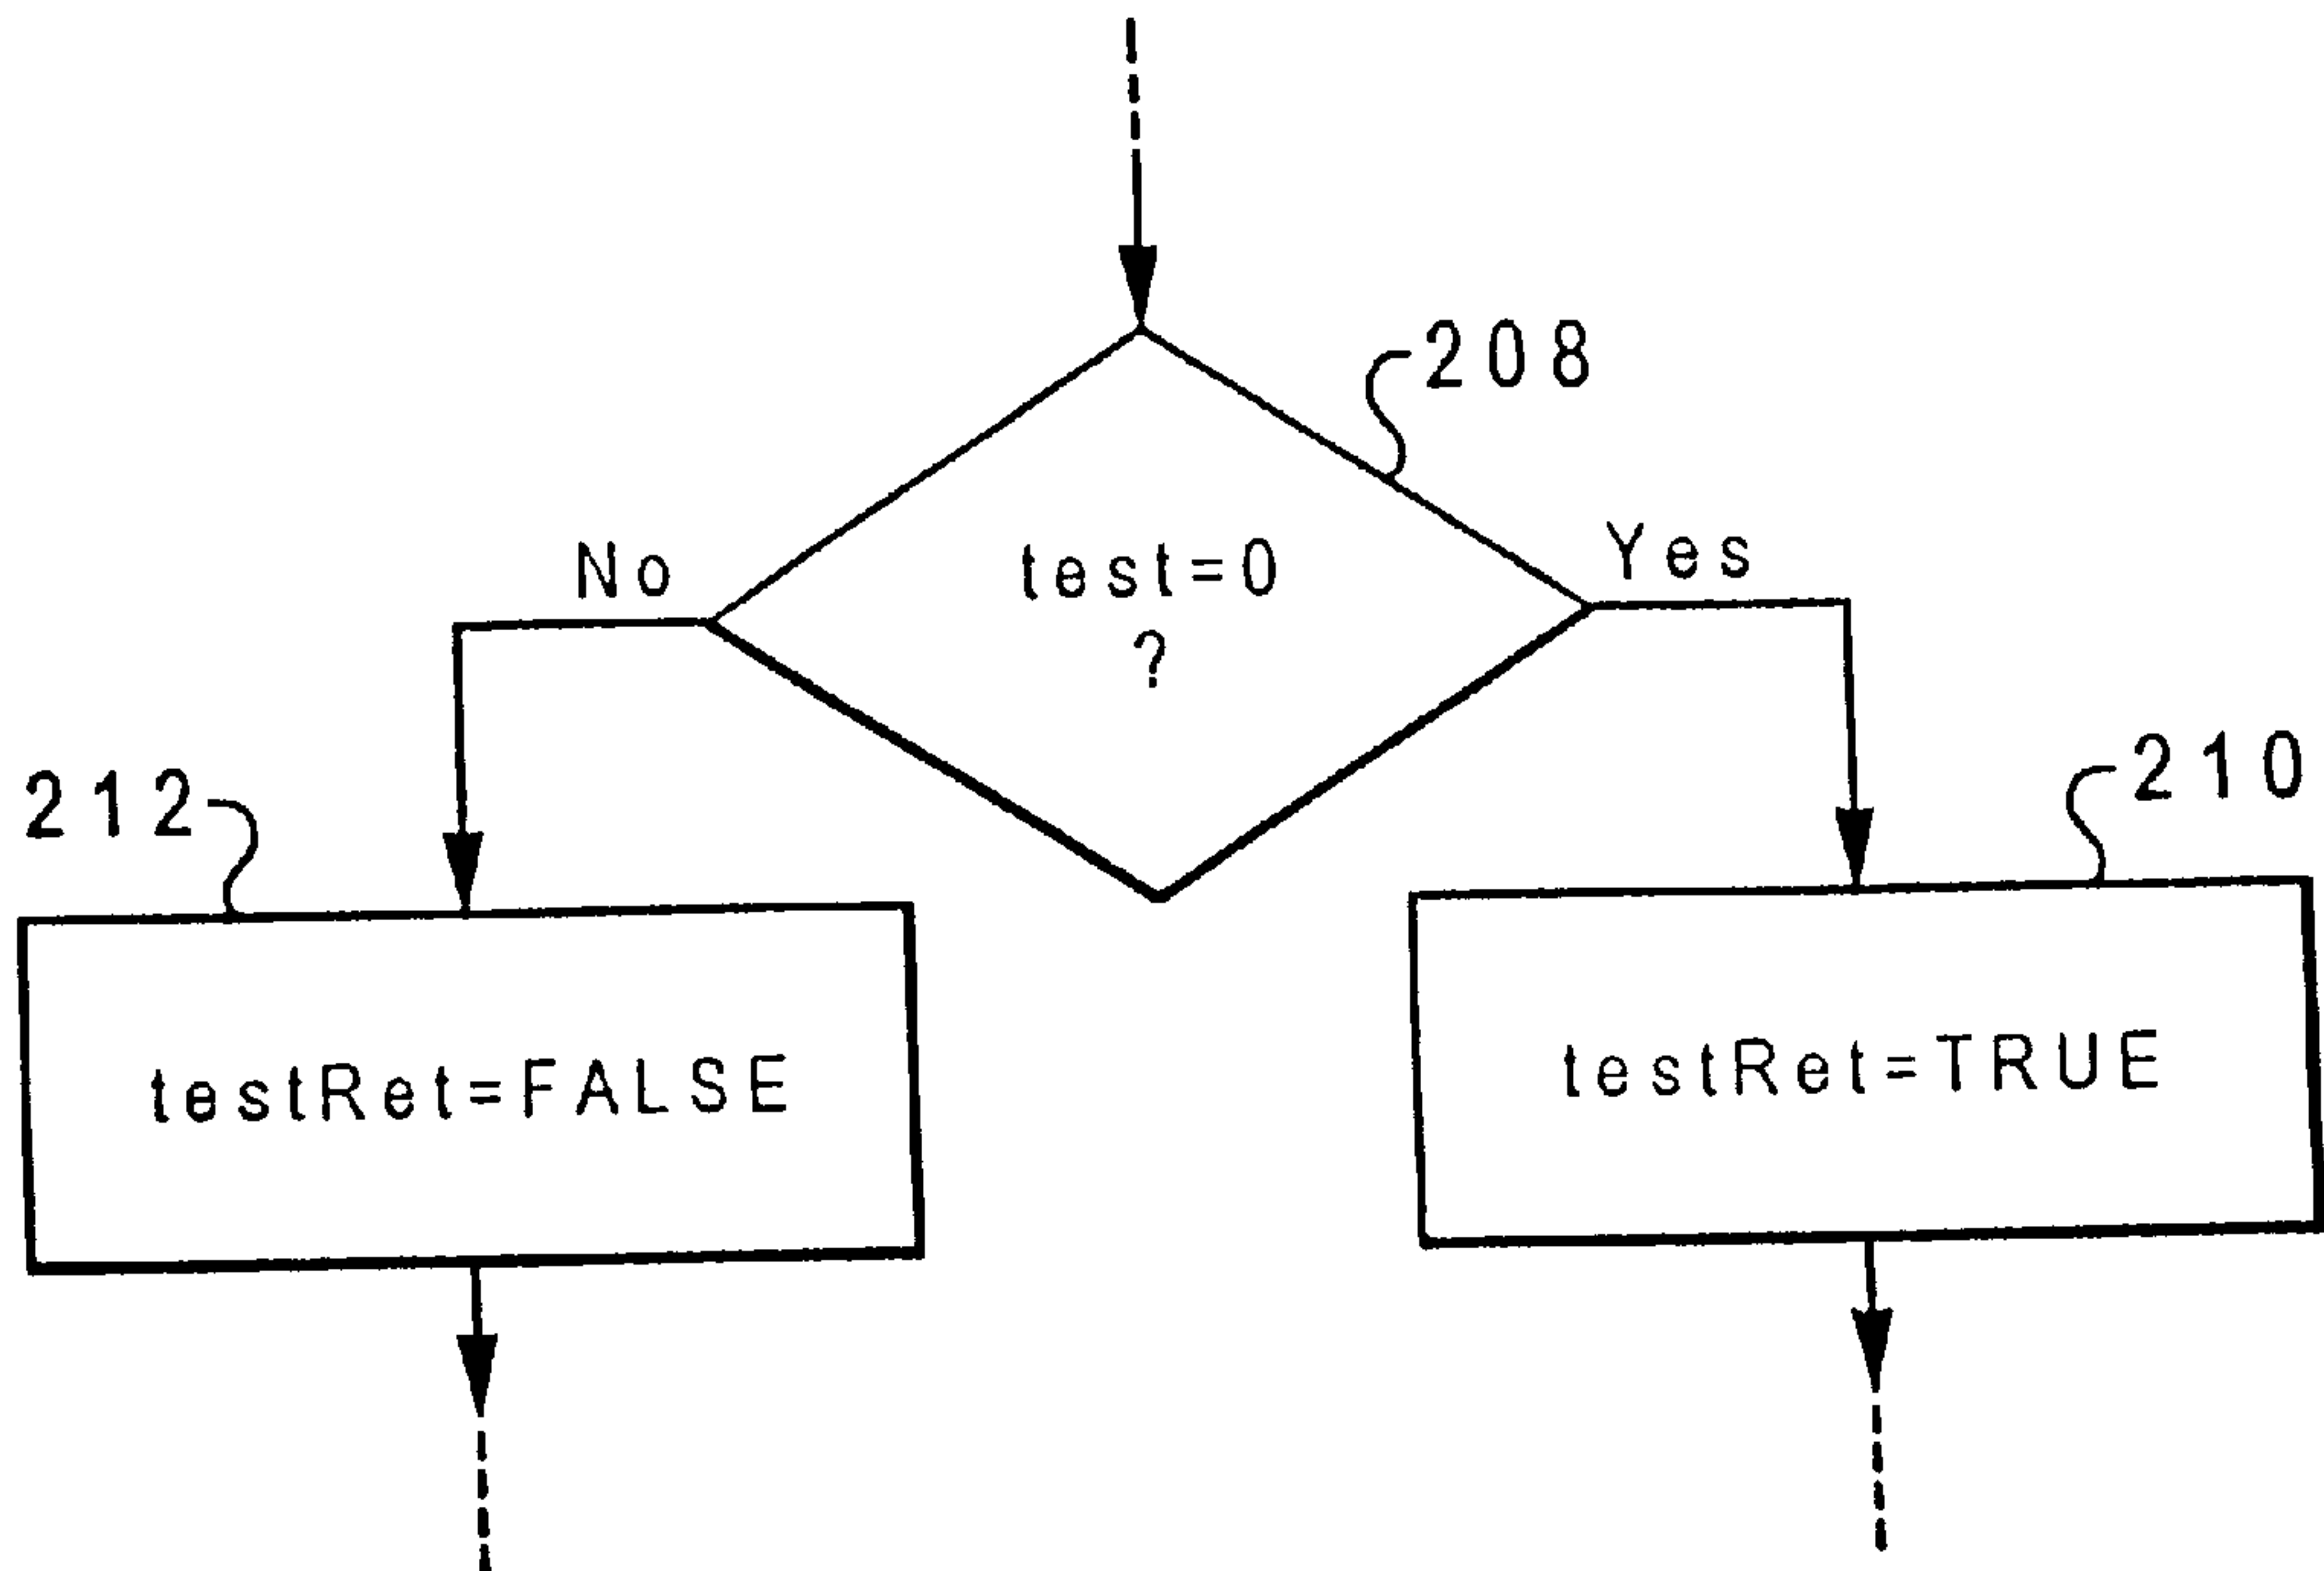 208
No
test=0
?
Yes
212
210
testRet=FALSE
testRet=TRUE